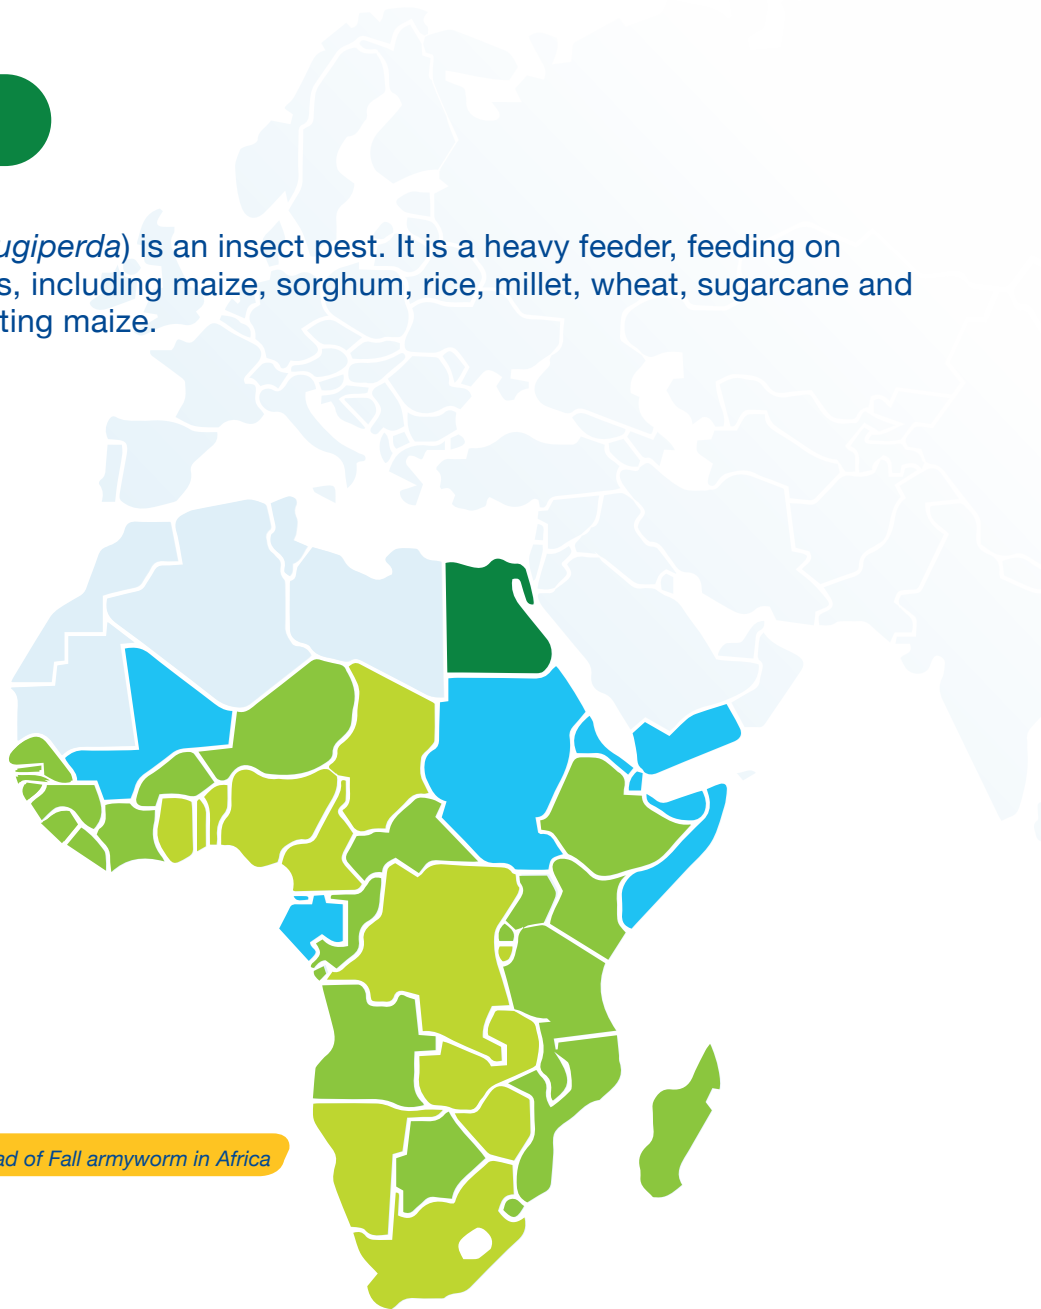 ugiperda) is an insect pest. It is a heavy feeder, feeding on
s, including maize, sorghum, rice, millet, wheat, sugarcane and
ting maize.
ad of Fall armyworm in Africa